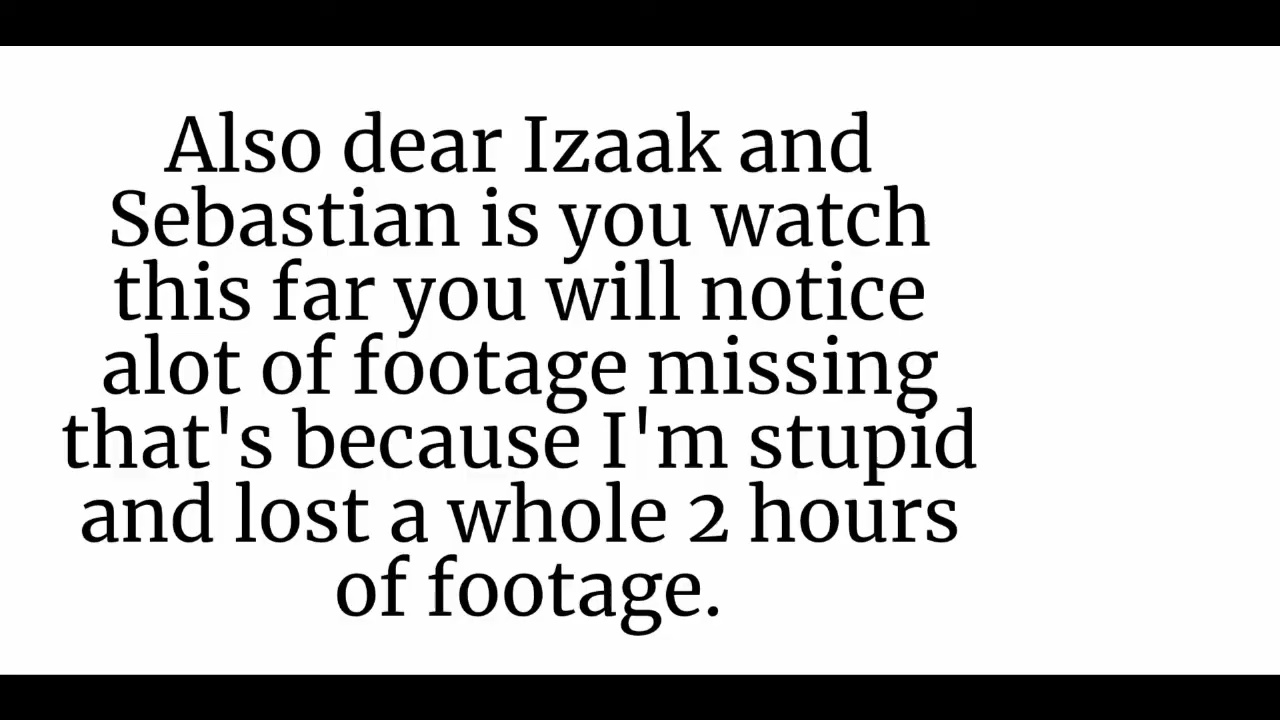 Also dear Izaak and
Sebastian is you watch
this far you will notice
alot of footage missing
that's because I'm stupid
and lost a whole 2 hours
of footage.